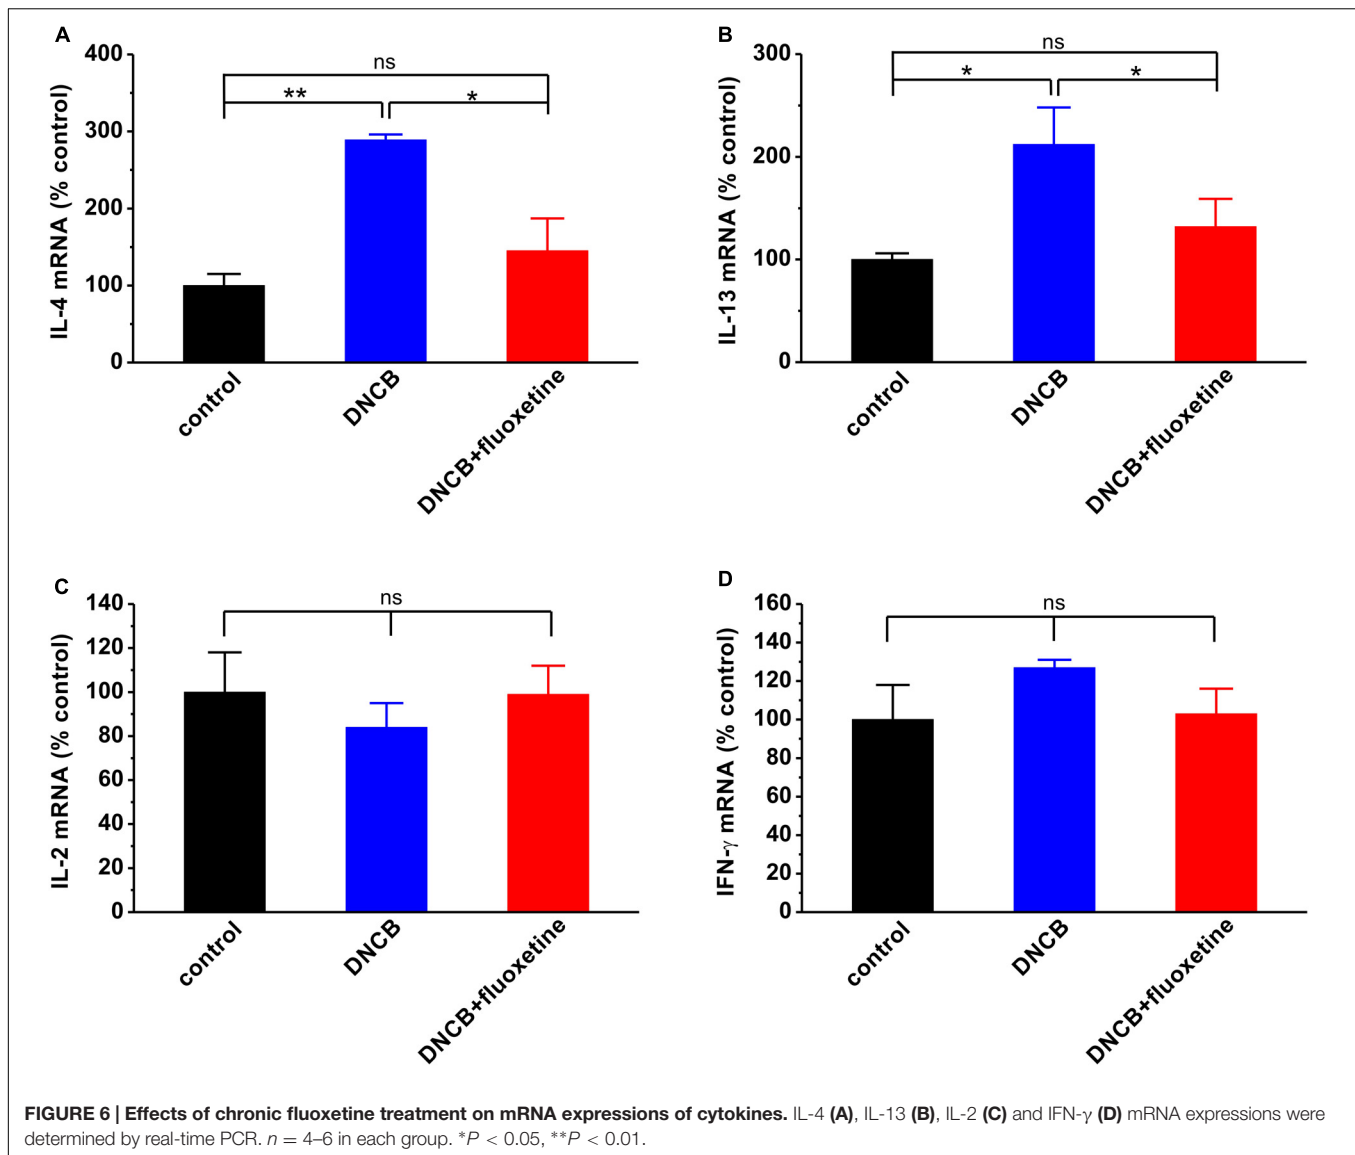 A
IL-4 mRNA (% control)
400
300
200
100
0
ns
**
*
control
DNCB
DNCB+fluoxetine
B
IL-13 mRNA (% control)
300
200
100
0
ns
*
*
control
DNCB
DNCB+fluoxetine
C
IL-2 mRNA (% control)
140
120
100
80
60
40
20
0
ns
control
DNCB
DNCB+fluoxetine
D
IFN-γ mRNA (% control)
160
140
120
100
80
60
40
20
0
ns
control
DNCB
DNCB+fluoxetine
FIGURE 6 | Effects of chronic fluoxetine treatment on mRNA expressions of cytokines. IL-4 (A), IL-13 (B), IL-2 (C) and IFN-γ (D) mRNA expressions were
determined by real-time PCR. n = 4–6 in each group. *P < 0.05, **P < 0.01.